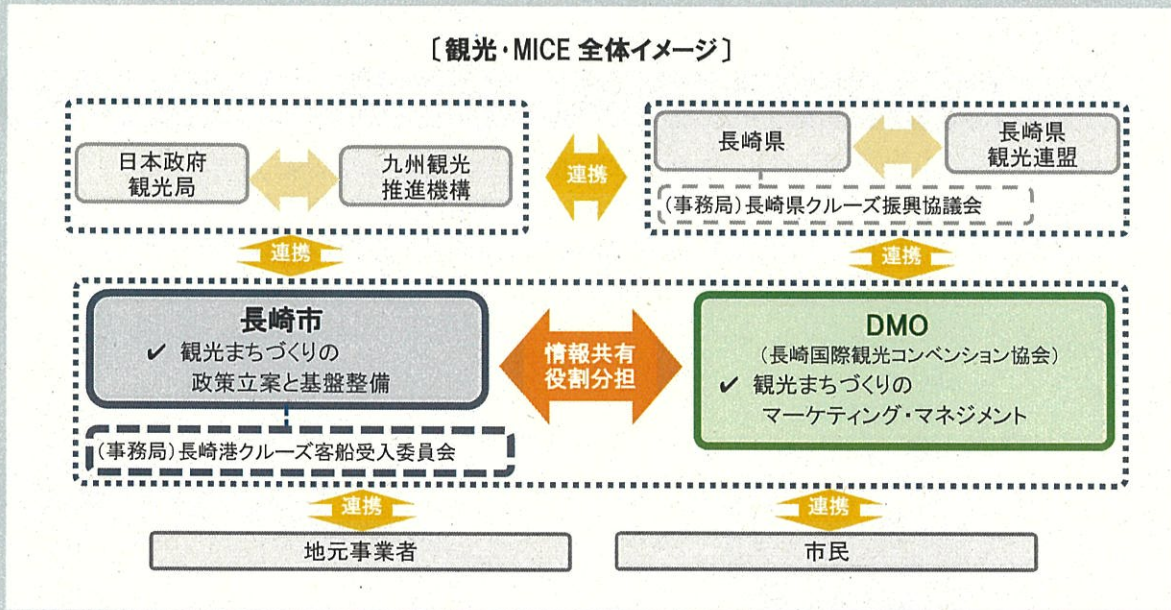 〔観光・MICE 全体イメージ〕
日本政府
観光局
九州観光
推進機構
連携
長崎県
長崎県
観光連盟
(事務局)長崎県クルーズ振興協議会
連携
連携
長崎市
✓ 観光まちづくりの
政策立案と基盤整備
(事務局)長崎港クルーズ客船受入委員会
情報共有
役割分担
DMO
(長崎国際観光コンベンション協会)
✓ 観光まちづくりの
マーケティング・マネジメント
連携
連携
地元事業者
市民